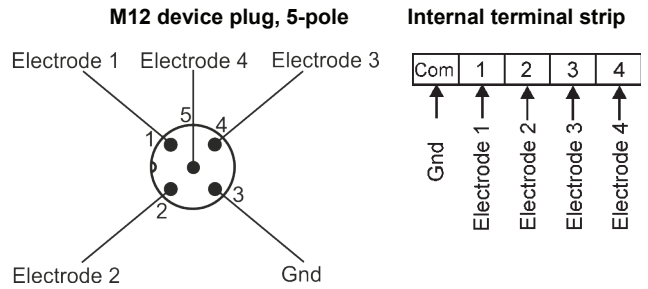 M12 device plug, 5-pole
Electrode 1 Electrode 4 Electrode 3
5
1 4
2 3
Electrode 2 Gnd
Internal terminal strip
Com 1 2 3 4
Gnd
Electrode 1
Electrode 2
Electrode 3
Electrode 4